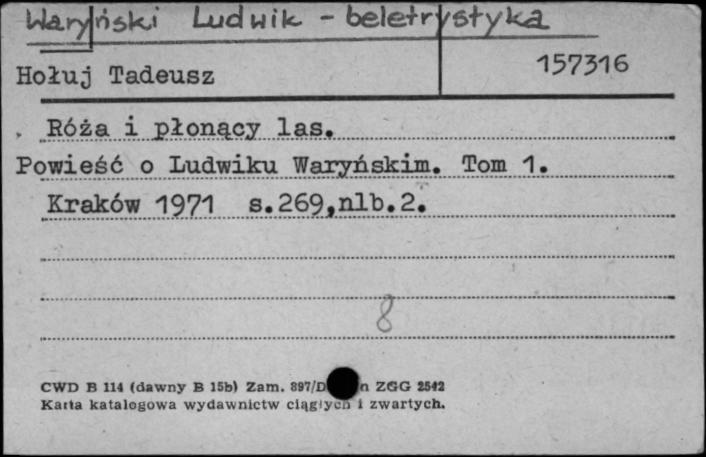 Waryński Ludwik - beletrystyka
Hołuj Tadeusz
157316
Róża i płonący las.
Powieść o Ludwiku Waryńskim. Tom 1.
Kraków 1971 s.269,nlb.2.
8
CWD B 114 (dawny B 15b) Zam. 897/D n ZGG 2542
Karta katalogowa wydawnictw ciągłych i zwartych.